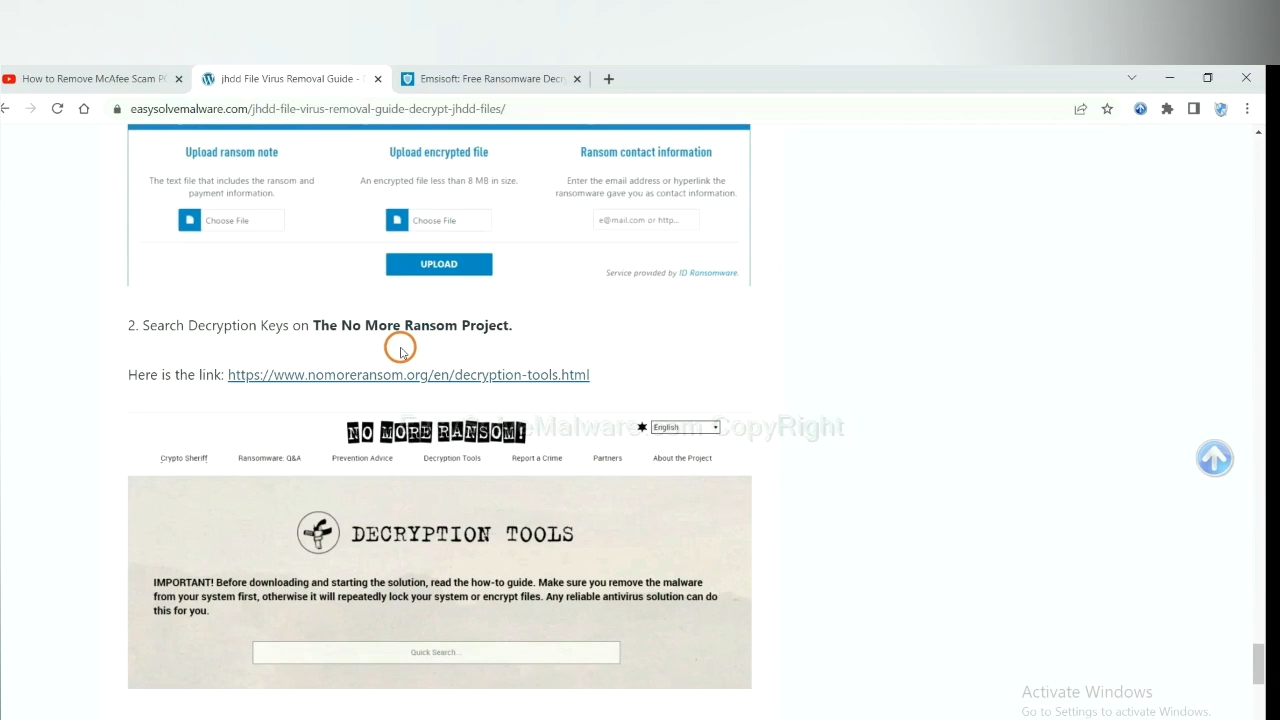 How to Remove McAfee Scam P
jhdd File Virus Removal Guide -
Emsisoft: Free Ransomware Decr
easysolvemalware.com/jhdd-file-virus-removal-guide-decrypt-jhdd-files/
Upload ransom note
Upload encrypted file
Ransom contact information
The text file that includes the ransom and
payment information.
An encrypted file less than 8 MB in size.
Enter the email address or hyperlink the
ransomware gave you as contact information.
Choose File
Choose File
e@mail.com or http...
UPLOAD
Service provided by ID Ransomware.
2. Search Decryption Keys on The No More Ransom Project.
Here is the link: https://www.nomoreransom.org/en/decryption-tools.html
NO MORE RANSOM!
Malware.com CopyRight
English
Crypto Sheriff
Ransomware: Q&A
Prevention Advice
Decryption Tools
Report a Crime
Partners
About the Project
DECRYPTION TOOLS
IMPORTANT! Before downloading and starting the solution, read the how-to guide. Make sure you remove the malware
from your system first, otherwise it will repeatedly lock your system or encrypt files. Any reliable antivirus solution can do
this for you.
Quick Search...
Activate Windows
Go to Settings to activate Windows.